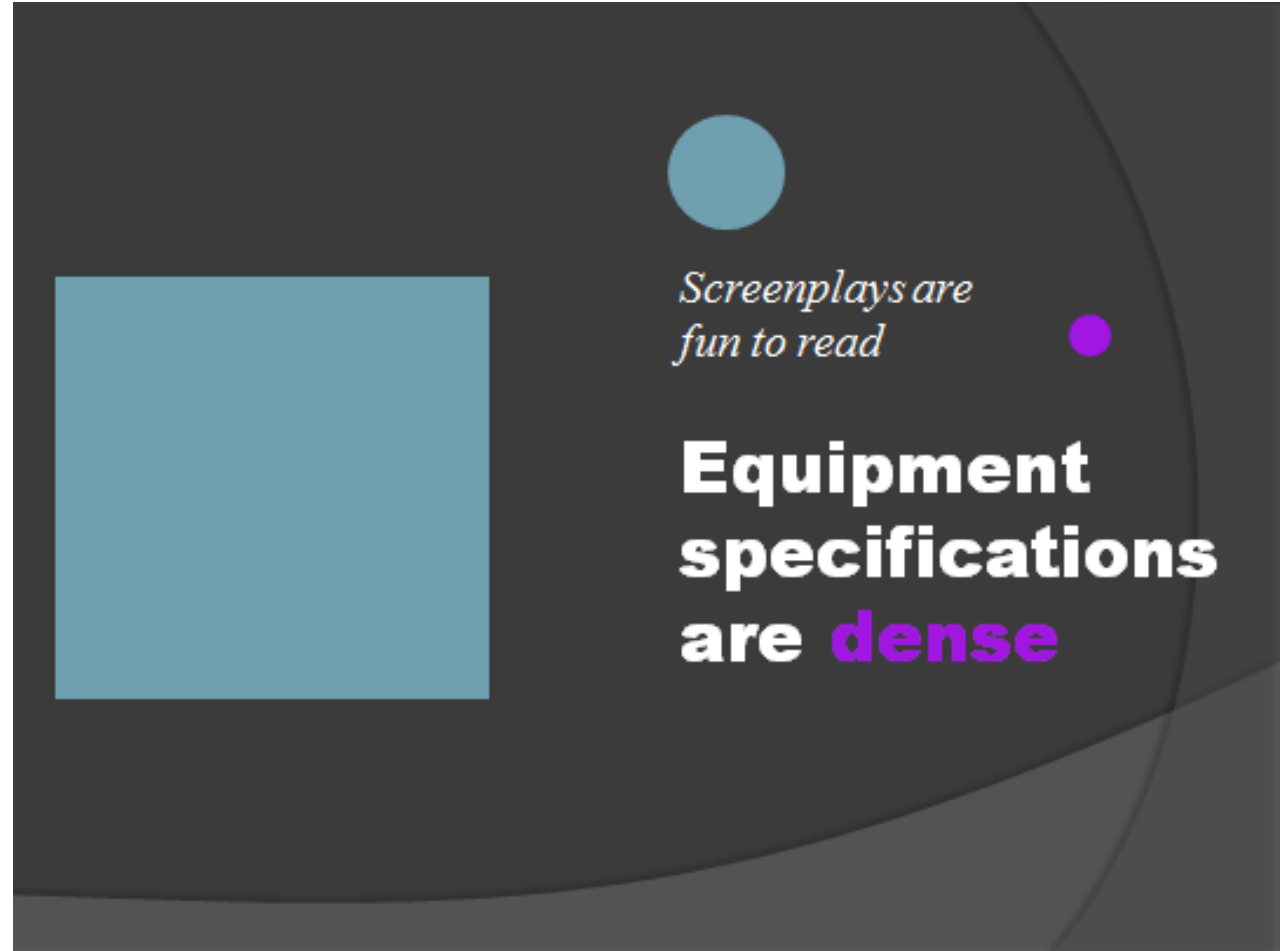 Screenplays are
fun to read
Equipment
specifications
are dense